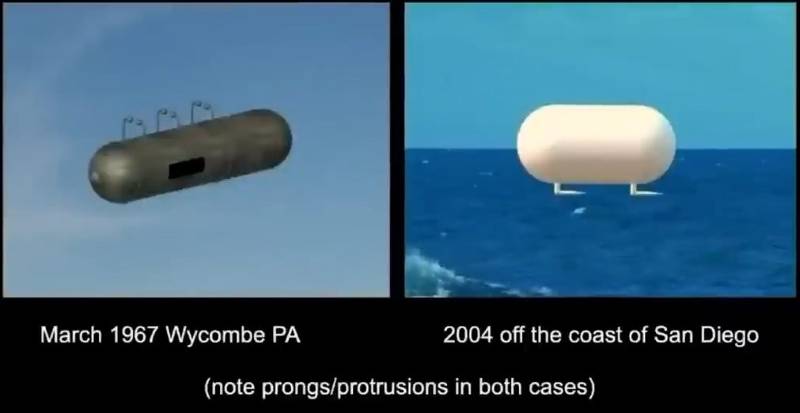 March 1967 Wycombe PA
2004 off the coast of San Diego
(note prongs/protrusions in both cases)